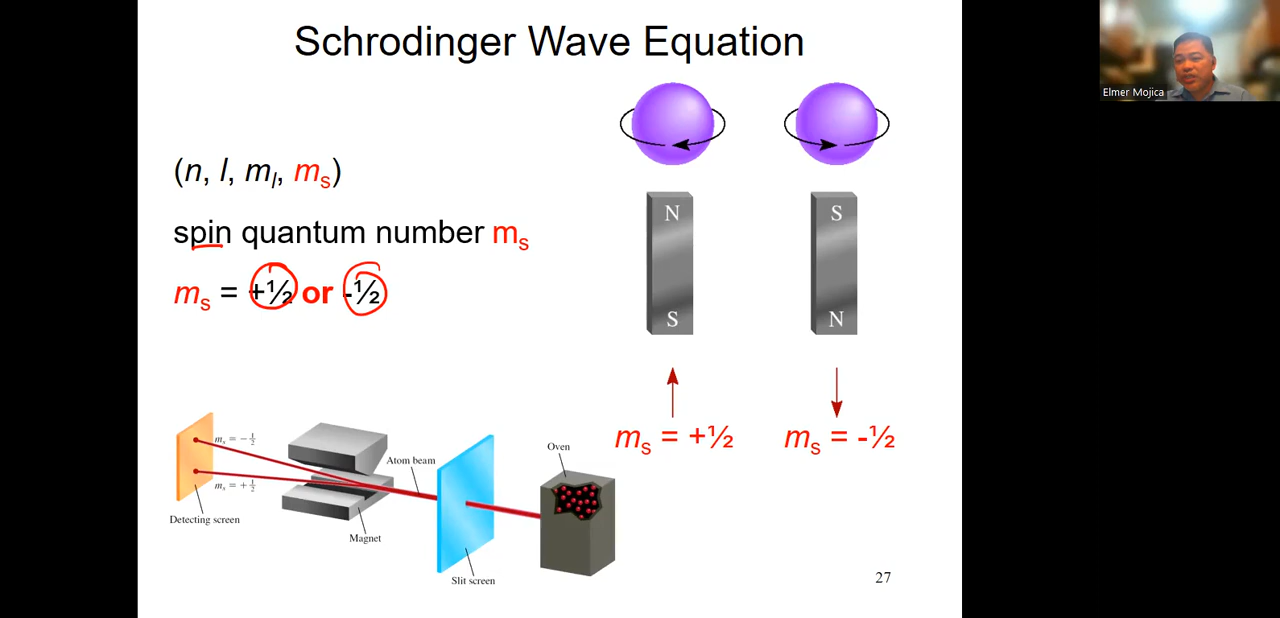 Schrodinger Wave Equation
Elmer Mojica
(n, l, mₗ, mₛ)
spin quantum number mₛ
mₛ = +½ or -½
N
S
S
N
mₛ = +½
mₛ = -½
mₛ = -½
mₛ = +½
Detecting screen
Magnet
Atom beam
Slit screen
Oven
27